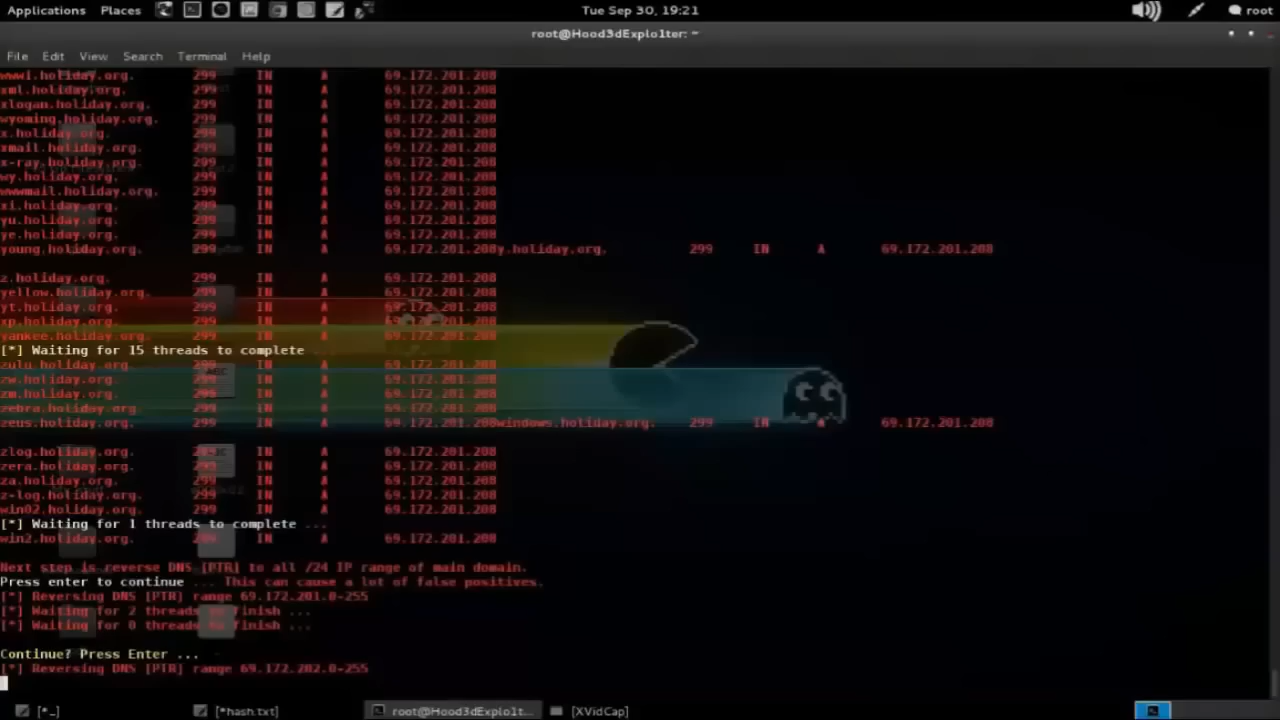 Applications Places Tue Sep 30, 19:21 root
root@Hood3dExplo1ter: ~
File Edit View Search Terminal Help
www1.holiday.org. 299 IN A 69.172.201.208
xml.holiday.org. 299 IN A 69.172.201.208
xlogan.holiday.org. 299 IN A 69.172.201.208
wyoming.holiday.org. 299 IN A 69.172.201.208
x.holiday.org. 299 IN A 69.172.201.208
xmail.holiday.org. 299 IN A 69.172.201.208
x-ray.holiday.org. 299 IN A 69.172.201.208
wy.holiday.org. 299 IN A 69.172.201.208
wwwmail.holiday.org. 299 IN A 69.172.201.208
xi.holiday.org. 299 IN A 69.172.201.208
yu.holiday.org. 299 IN A 69.172.201.208
ye.holiday.org. 299 IN A 69.172.201.208
young.holiday.org. 299 IN A 69.172.201.208y.holiday.org. 299 IN A 69.172.201.208
z.holiday.org. 299 IN A 69.172.201.208
yellow.holiday.org. 299 IN A 69.172.201.208
yt.holiday.org. 299 IN A 69.172.201.208
xp.holiday.org. 299 IN A 69.172.201.208
yankee.holiday.org. 299 IN A 69.172.201.208
[*] Waiting for 15 threads to complete ...
zulu.holiday.org. 299 IN A 69.172.201.208
zw.holiday.org. 299 IN A 69.172.201.208
zm.holiday.org. 299 IN A 69.172.201.208
zebra.holiday.org. 299 IN A 69.172.201.208
zeus.holiday.org. 299 IN A 69.172.201.208windows.holiday.org. 299 IN A 69.172.201.208
zlog.holiday.org. 299 IN A 69.172.201.208
zera.holiday.org. 299 IN A 69.172.201.208
za.holiday.org. 299 IN A 69.172.201.208
z-log.holiday.org. 299 IN A 69.172.201.208
win02.holiday.org. 299 IN A 69.172.201.208
[*] Waiting for 1 threads to complete ...
win2.holiday.org. 299 IN A 69.172.201.208
Next step is reverse DNS [PTR] to all /24 IP range of main domain.
Press enter to continue ... This can cause a lot of false positives.
[*] Reversing DNS [PTR] range 69.172.201.0-255
[*] Waiting for 2 threads to finish ...
[*] Waiting for 0 threads to finish ...
Continue? Press Enter ...
[*] Reversing DNS [PTR] range 69.172.202.0-255
[*_] [*hash.txt] root@Hood3dExplo1t... [XVidCap]